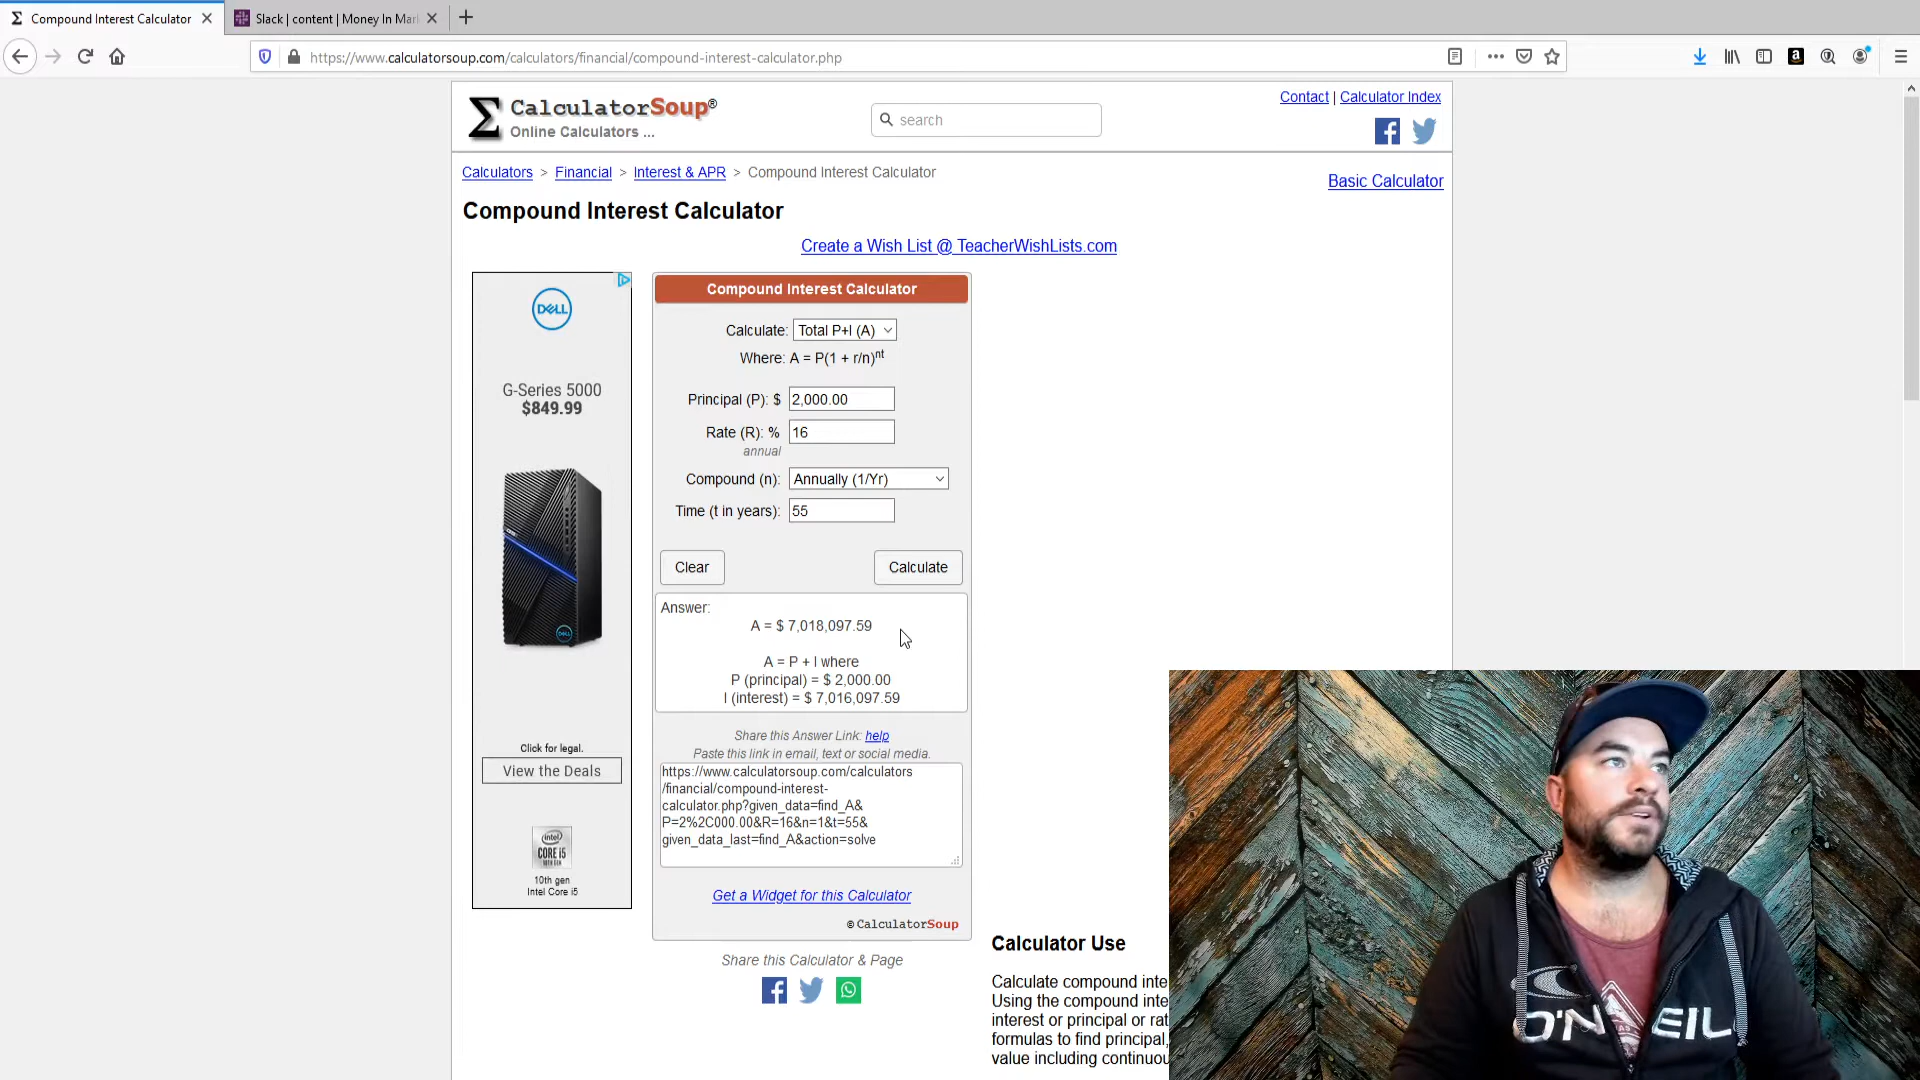 Compound Interest Calculator
Slack | content | Money In Mar
https://www.calculatorsoup.com/calculators/financial/compound-interest-calculator.php
CalculatorSoup®
Online Calculators ...
search
Contact | Calculator Index
Calculators > Financial > Interest & APR > Compound Interest Calculator
Basic Calculator
Compound Interest Calculator
Create a Wish List @ TeacherWishLists.com
DELL
G-Series 5000
$849.99
Click for legal.
View the Deals
intel
CORE i5
10th gen
Intel Core i5
Compound Interest Calculator
Calculate: Total P+I (A)
Where: A = P(1 + r/n)^nt
Principal (P): $ 2,000.00
Rate (R): % 16
annual
Compound (n): Annually (1/Yr)
Time (t in years): 55
Clear
Calculate
Answer:
A = $ 7,018,097.59
A = P + I where
P (principal) = $ 2,000.00
I (interest) = $ 7,016,097.59
Share this Answer Link: help
Paste this link in email, text or social media.
https://www.calculatorsoup.com/calculators
/financial/compound-interest-
calculator.php?given_data=find_A&
P=2%2C000.00&R=16&n=1&t=55&
given_data_last=find_A&action=solve
Get a Widget for this Calculator
© CalculatorSoup
Share this Calculator & Page
Calculator Use
Calculate compound inte
Using the compound inte
interest or principal or rat
formulas to find principal,
value including continuou
O'NEILL